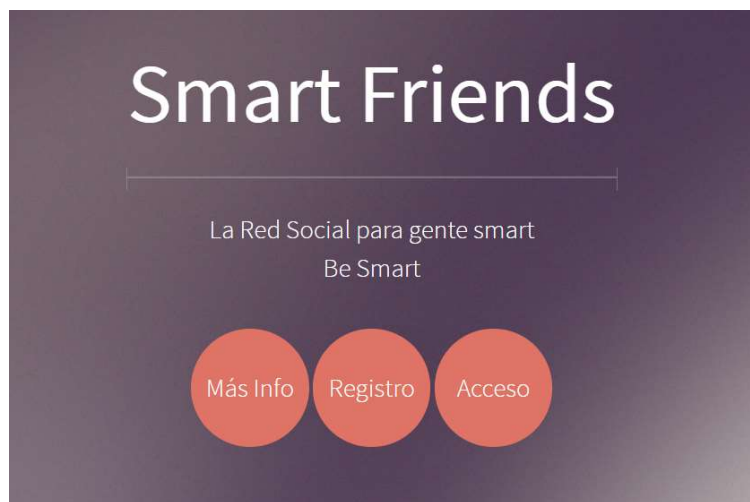 Smart Friends
La Red Social para gente smart
Be Smart
Más Info Registro Acceso